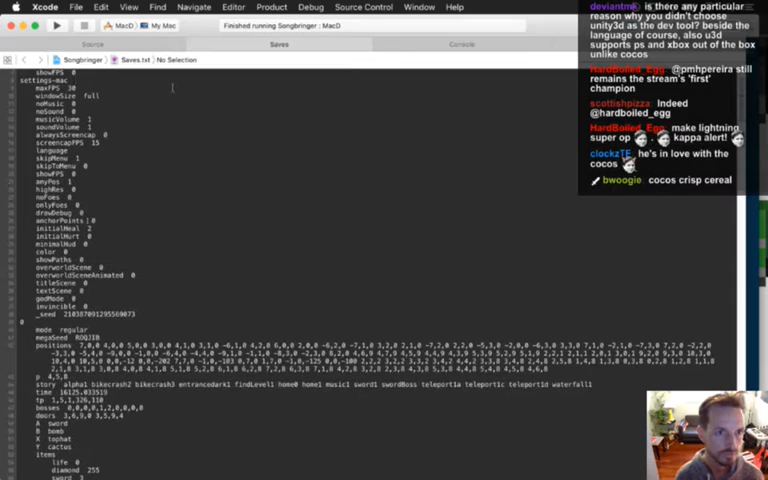 Xcode File Edit View Find Navigate Editor Product Debug Source Control Window Help
MacD My Mac Finished running Songbringer : MacD
Source Saves Console
Songbringer Saves.txt No Selection
showFPS 0
settings-mac
maxFPS 30
windowSize full
noMusic 0
noSound 0
musicVolume 1
soundVolume 1
alwaysScreencap 0
screencapFPS 15
language
skipMenu 1
skipToMenu 0
showFPS 0
anyPos 1
highRes 0
noFoes 0
onlyFoes 0
drawDebug 0
anchorPoints 0
initialHeal 2
initialHurt 0
minimalHud 0
color 0
showPaths 0
overworldScene 0
overworldSceneAnimated 0
titleScene 0
textScene 0
godMode 0
invincible 0
0
mode regular
megaSeed ROQJIB
positions
p 4,5,8
story alpha1 bikecrash2 bikecrash3 entrancedark1 findLevel1 home0 home1 music1 sword1 swordBoss teleport1a teleport1c teleport1d waterfall1
time 16125.033519
tp 1,5,1,326,110
bosses 0,0,0,0,1,2,0,0,0,0
doors 3,6,9,0 3,5,9,4
A sword
B bomb
X tophat
Y cactus
items
life 0
diamond 255
sword 3
deviantmk is there any particular
reason why you didn't choose
unity3d as the dev tool? beside
the language of course, also u3d
supports ps and xbox out of the box
unlike cocos
HardBoiled_Egg: @pmhpereira still
remains the stream's 'first'
champion
scottishpizza: Indeed
@hardboiled_egg
HardBoiled_Egg: make lightning
super op . kappa alert!
clockzTF: he's in love with the
cocos
bwoogie: cocos crisp cereal